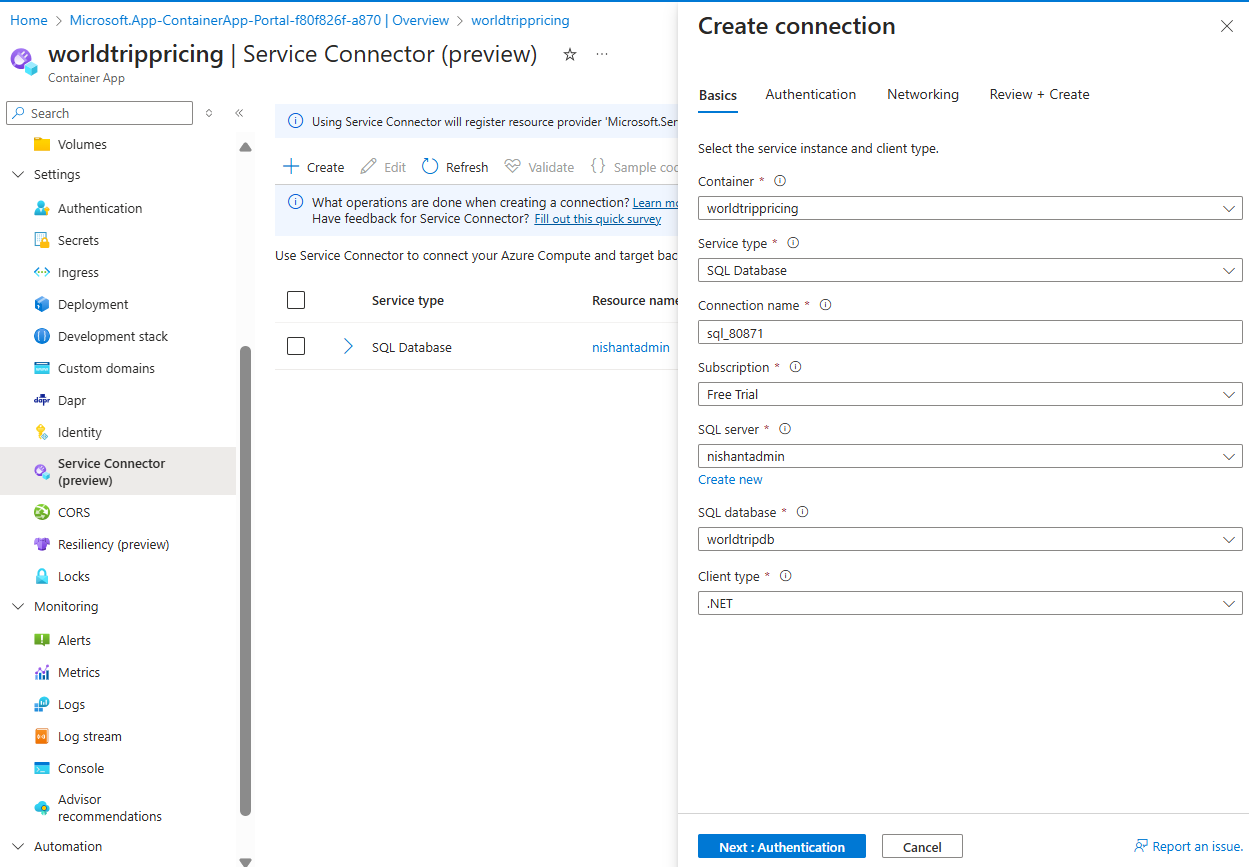 Home > Microsoft.App-ContainerApp-Portal-f80f826f-a870 | Overview > worldtrippricing
worldtrippricing | Service Connector (preview)
Container App
Search
Volumes
Settings
Authentication
Secrets
Ingress
Deployment
Development stack
Custom domains
dapr Dapr
Identity
Service Connector
(preview)
CORS
Resiliency (preview)
Locks
Monitoring
Alerts
Metrics
Logs
Log stream
Console
Advisor
recommendations
Automation
Using Service Connector will register resource provider 'Microsoft.Ser
Create Edit Refresh Validate Sample cod
What operations are done when creating a connection? Learn mo
Have feedback for Service Connector? Fill out this quick survey
Use Service Connector to connect your Azure Compute and target bac
Service type Resource name
SQL Database nishantadmin
Create connection
Basics Authentication Networking Review + Create
Select the service instance and client type.
Container *
worldtrippricing
Service type *
SQL Database
Connection name *
sql_80871
Subscription *
Free Trial
SQL server *
nishantadmin
Create new
SQL database *
worldtripdb
Client type *
.NET
Next : Authentication Cancel Report an issue.